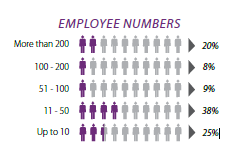 EMPLOYEE NUMBERS
More than 200 20%
100 - 200 8%
51 - 100 9%
11 - 50 38%
Up to 10 25%